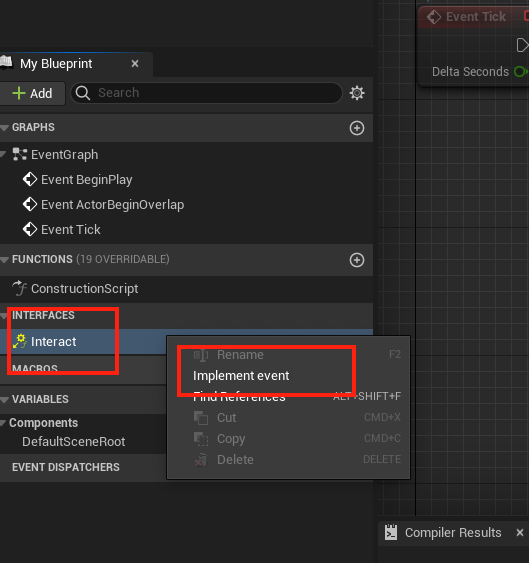 Event Tick
Delta Seconds
My Blueprint ×
+ Add Search
GRAPHS
EventGraph
Event BeginPlay
Event ActorBeginOverlap
Event Tick
FUNCTIONS (19 OVERRIDABLE)
ConstructionScript
INTERFACES
Interact
MACROS
VARIABLES
Components
DefaultSceneRoot
EVENT DISPATCHERS
Rename F2
Implement event
Find References ALT+SHIFT+F
Cut CMD+X
Copy CMD+C
Delete DELETE
Compiler Results ×